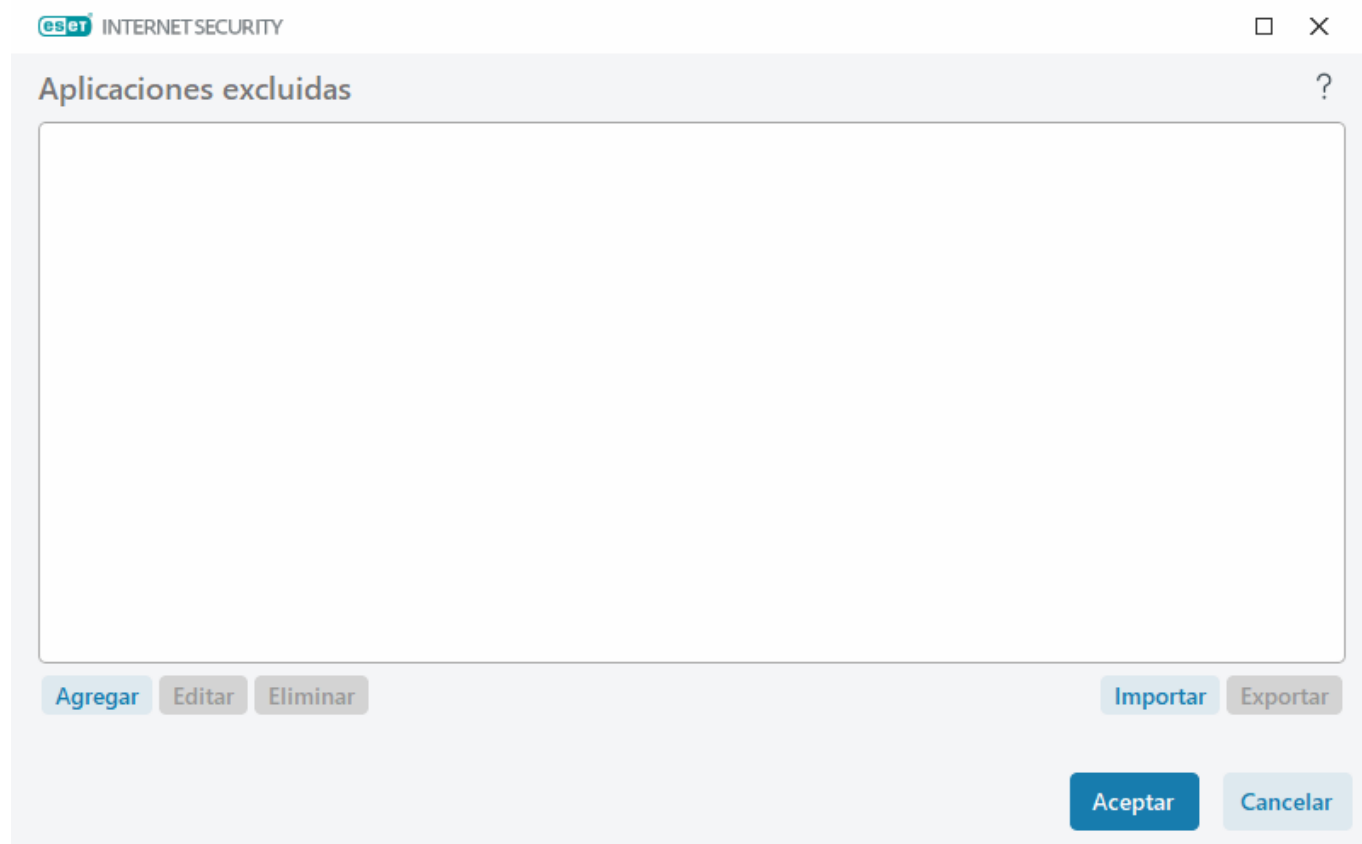 eset INTERNET SECURITY
Aplicaciones excluidas
?
Agregar Editar Eliminar Importar Exportar
Aceptar Cancelar